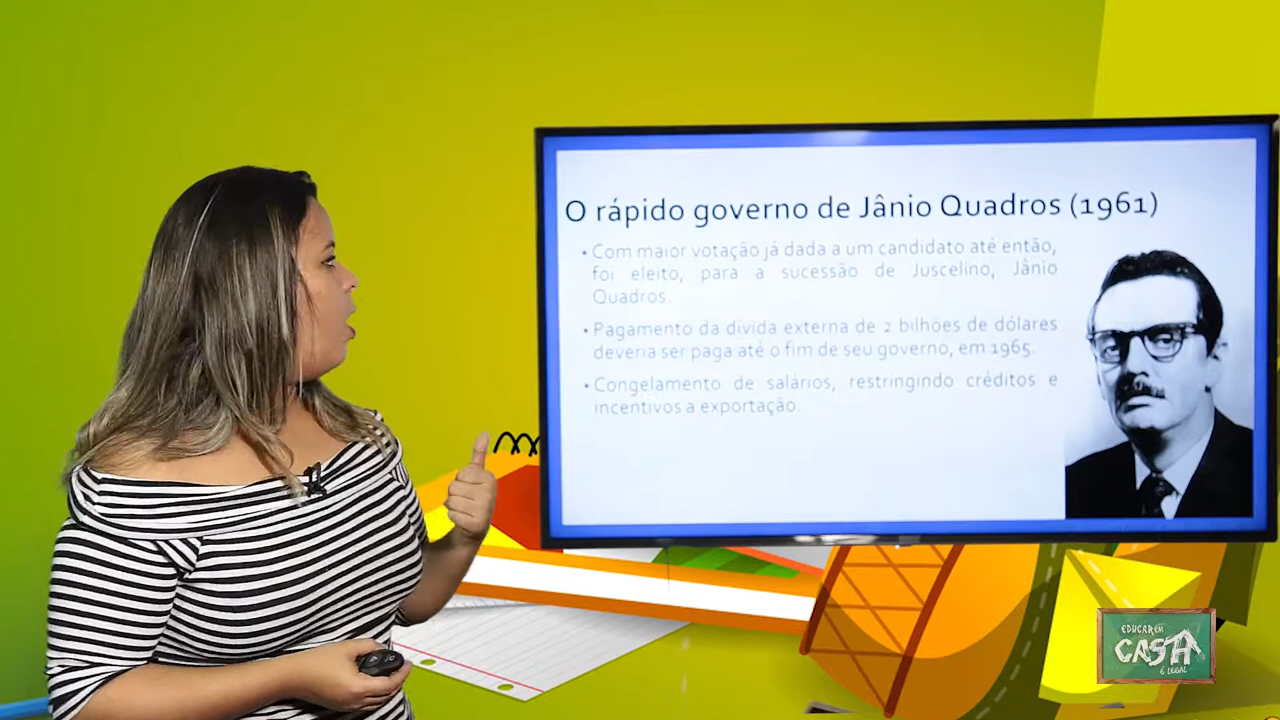 O rápido governo de Jânio Quadros (1961)
• Com maior votação já dada a um candidato até então,
foi eleito, para a sucessão de Juscelino, Jânio
Quadros.
• Pagamento da dívida externa de 2 bilhões de dólares
deveria ser paga até o fim de seu governo, em 1965.
• Congelamento de salários, restringindo créditos e
incentivos a exportação.
EDUCAR EM
CASA
É LEGAL